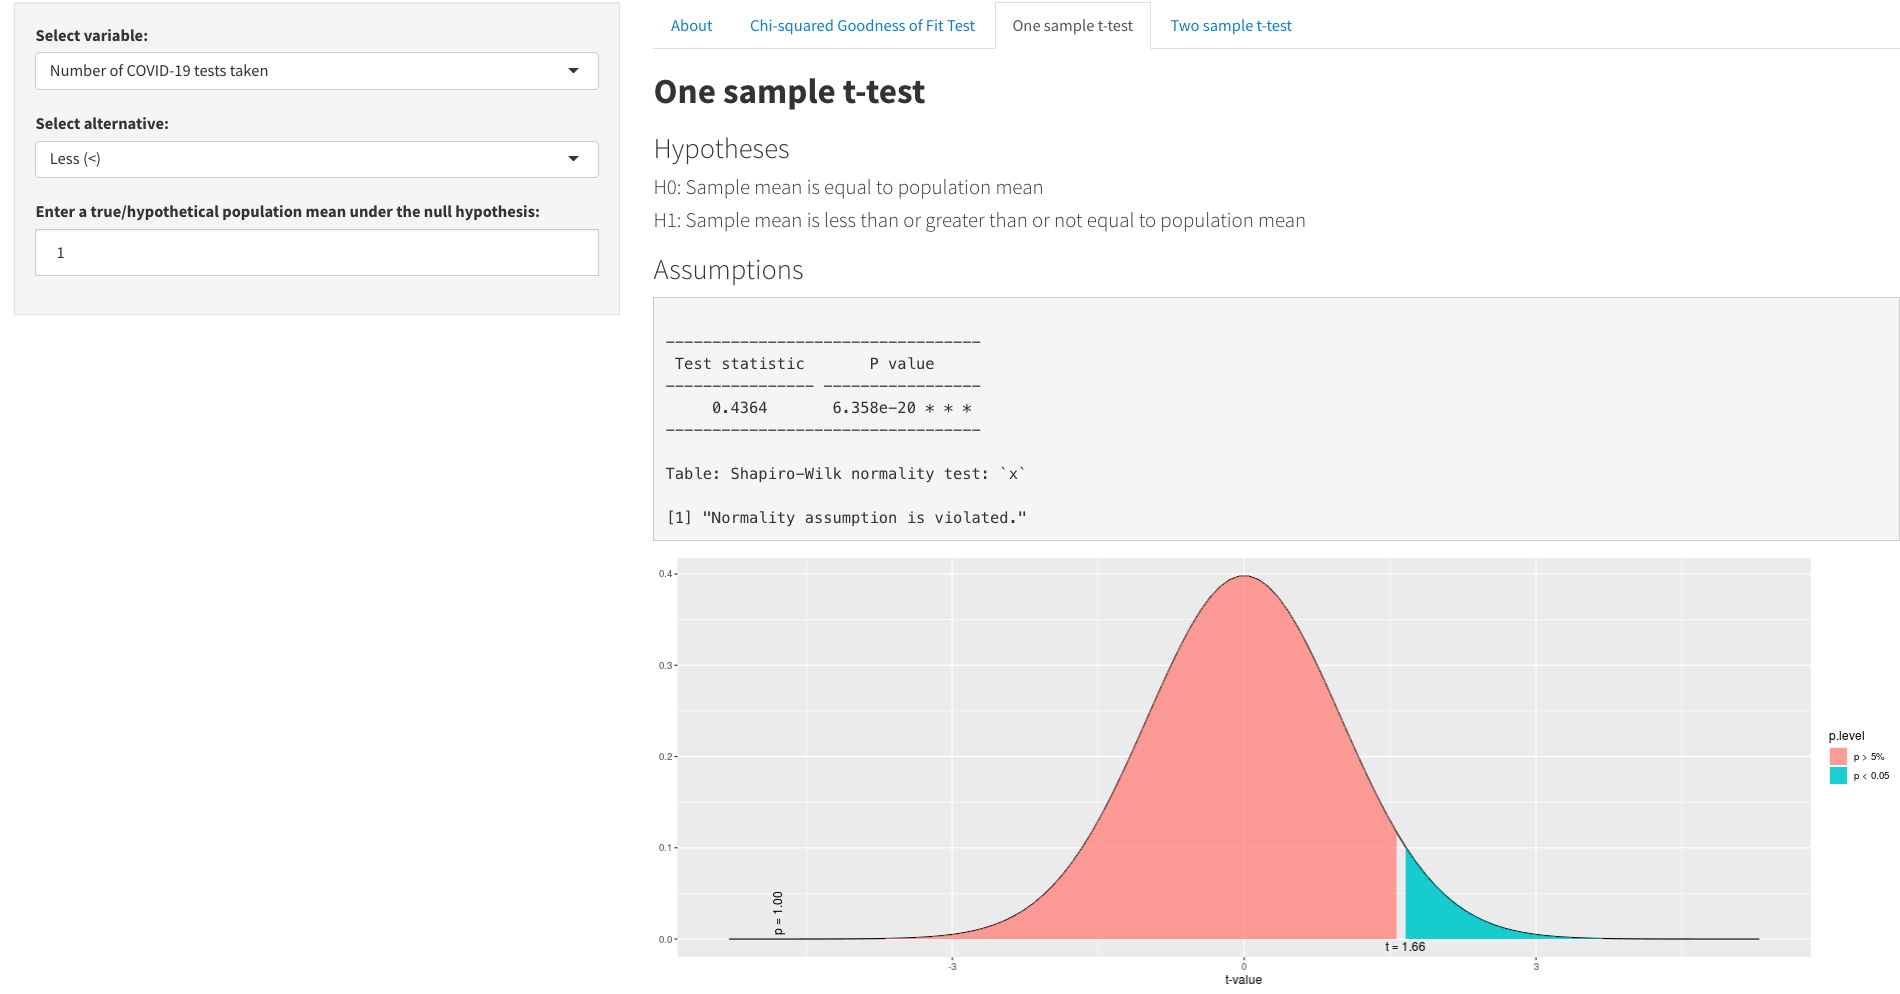 Select variable:
Number of COVID-19 tests taken
Select alternative:
Less (<)
Enter a true/hypothetical population mean under the null hypothesis:
1
About Chi-squared Goodness of Fit Test One sample t-test Two sample t-test
One sample t-test
Hypotheses
H0: Sample mean is equal to population mean
H1: Sample mean is less than or greater than or not equal to population mean
Assumptions
----------------------------------
Test statistic P value
---------------- -----------------
0.4364 6.358e-20 * * *
----------------------------------
Table: Shapiro-Wilk normality test: `x`
[1] "Normality assumption is violated."
0.4
0.3
0.2
0.1
0.0
p = 1.00
t = 1.66
-3 0 3
t-value
p.level
p > 5%
p < 0.05